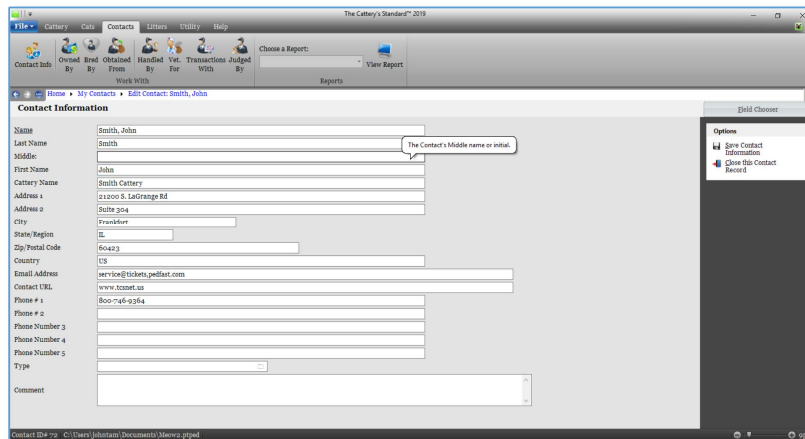 The Cattery's Standard™ 2019
File Cattery Cats Contacts Litters Utility Help
Contact Info
Owned By
Bred By
Obtained From
Handled By
Vet. For
Transactions With
Judged By
Work With
Choose a Report:
View Report
Reports
Home ▸ My Contacts ▸ Edit Contact: Smith, John
Contact Information
Name Smith, John
Last Name Smith
The Contact's Middle name or initial.
Middle:
First Name John
Cattery Name Smith Cattery
Address 1 21200 S. LaGrange Rd
Address 2 Suite 304
City Frankfort
State/Region IL
Zip/Postal Code 60423
Country US
Email Address service@tickets,pedfast.com
Contact URL www.tcsnet.us
Phone # 1 800-746-9364
Phone # 2
Phone Number 3
Phone Number 4
Phone Number 5
Type
Comment
Field Chooser
Options
Save Contact Information
Close this Contact Record
Contact ID# 72 C:\Users\johntam\Documents\Meow2.ptped